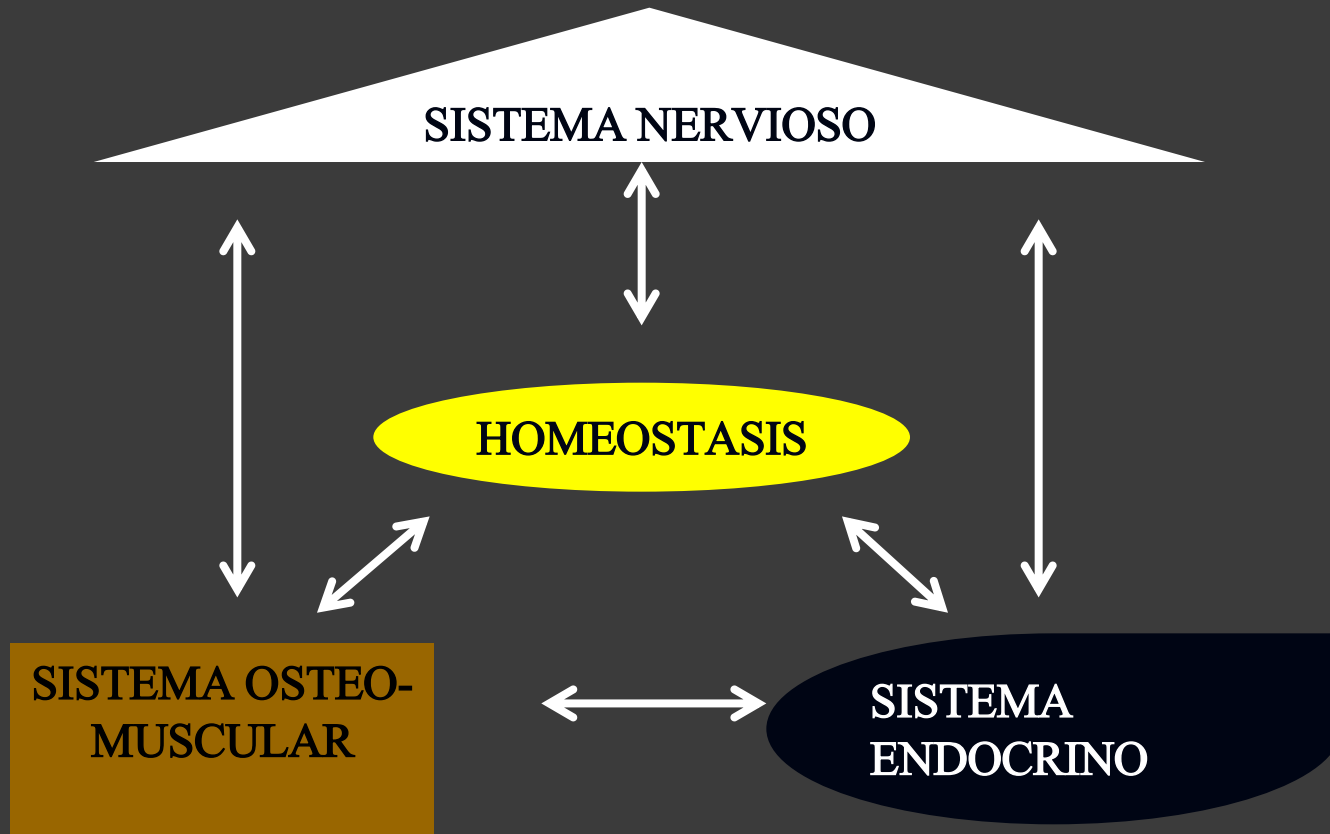 SISTEMA NERVIOSO
HOMEOSTASIS
SISTEMA OSTEO-
MUSCULAR
SISTEMA
ENDOCRINO